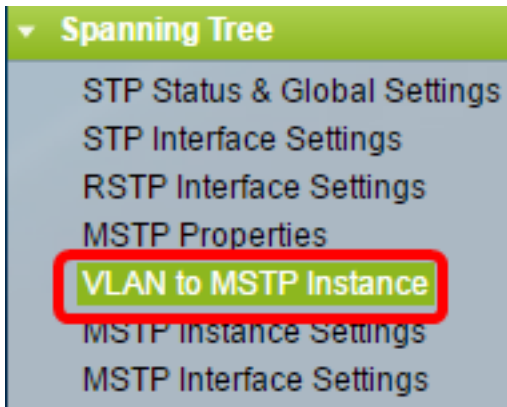 Spanning Tree
STP Status & Global Settings
STP Interface Settings
RSTP Interface Settings
MSTP Properties
VLAN to MSTP Instance
MSTP Instance Settings
MSTP Interface Settings